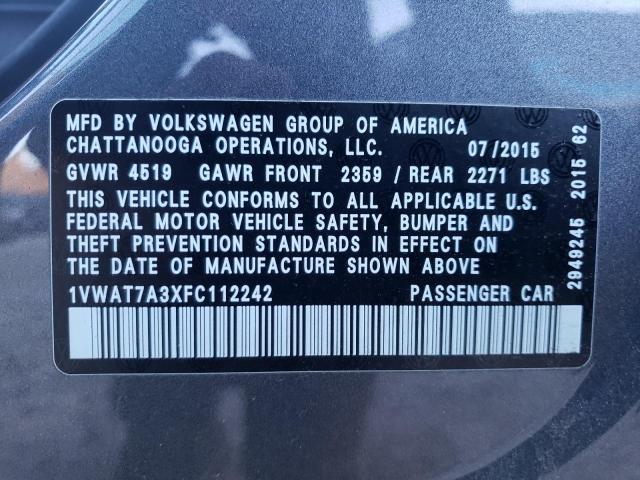 MFD BY VOLKSWAGEN GROUP OF AMERICA
CHATTANOOGA OPERATIONS, LLC. 07/2015
GVWR 4519 GAWR FRONT 2359 / REAR 2271 LBS
THIS VEHICLE CONFORMS TO ALL APPLICABLE U.S.
FEDERAL MOTOR VEHICLE SAFETY, BUMPER AND
THEFT PREVENTION STANDARDS IN EFFECT ON
THE DATE OF MANUFACTURE SHOWN ABOVE
1VWAT7A3XFC112242 PASSENGER CAR
2949245 2015 62